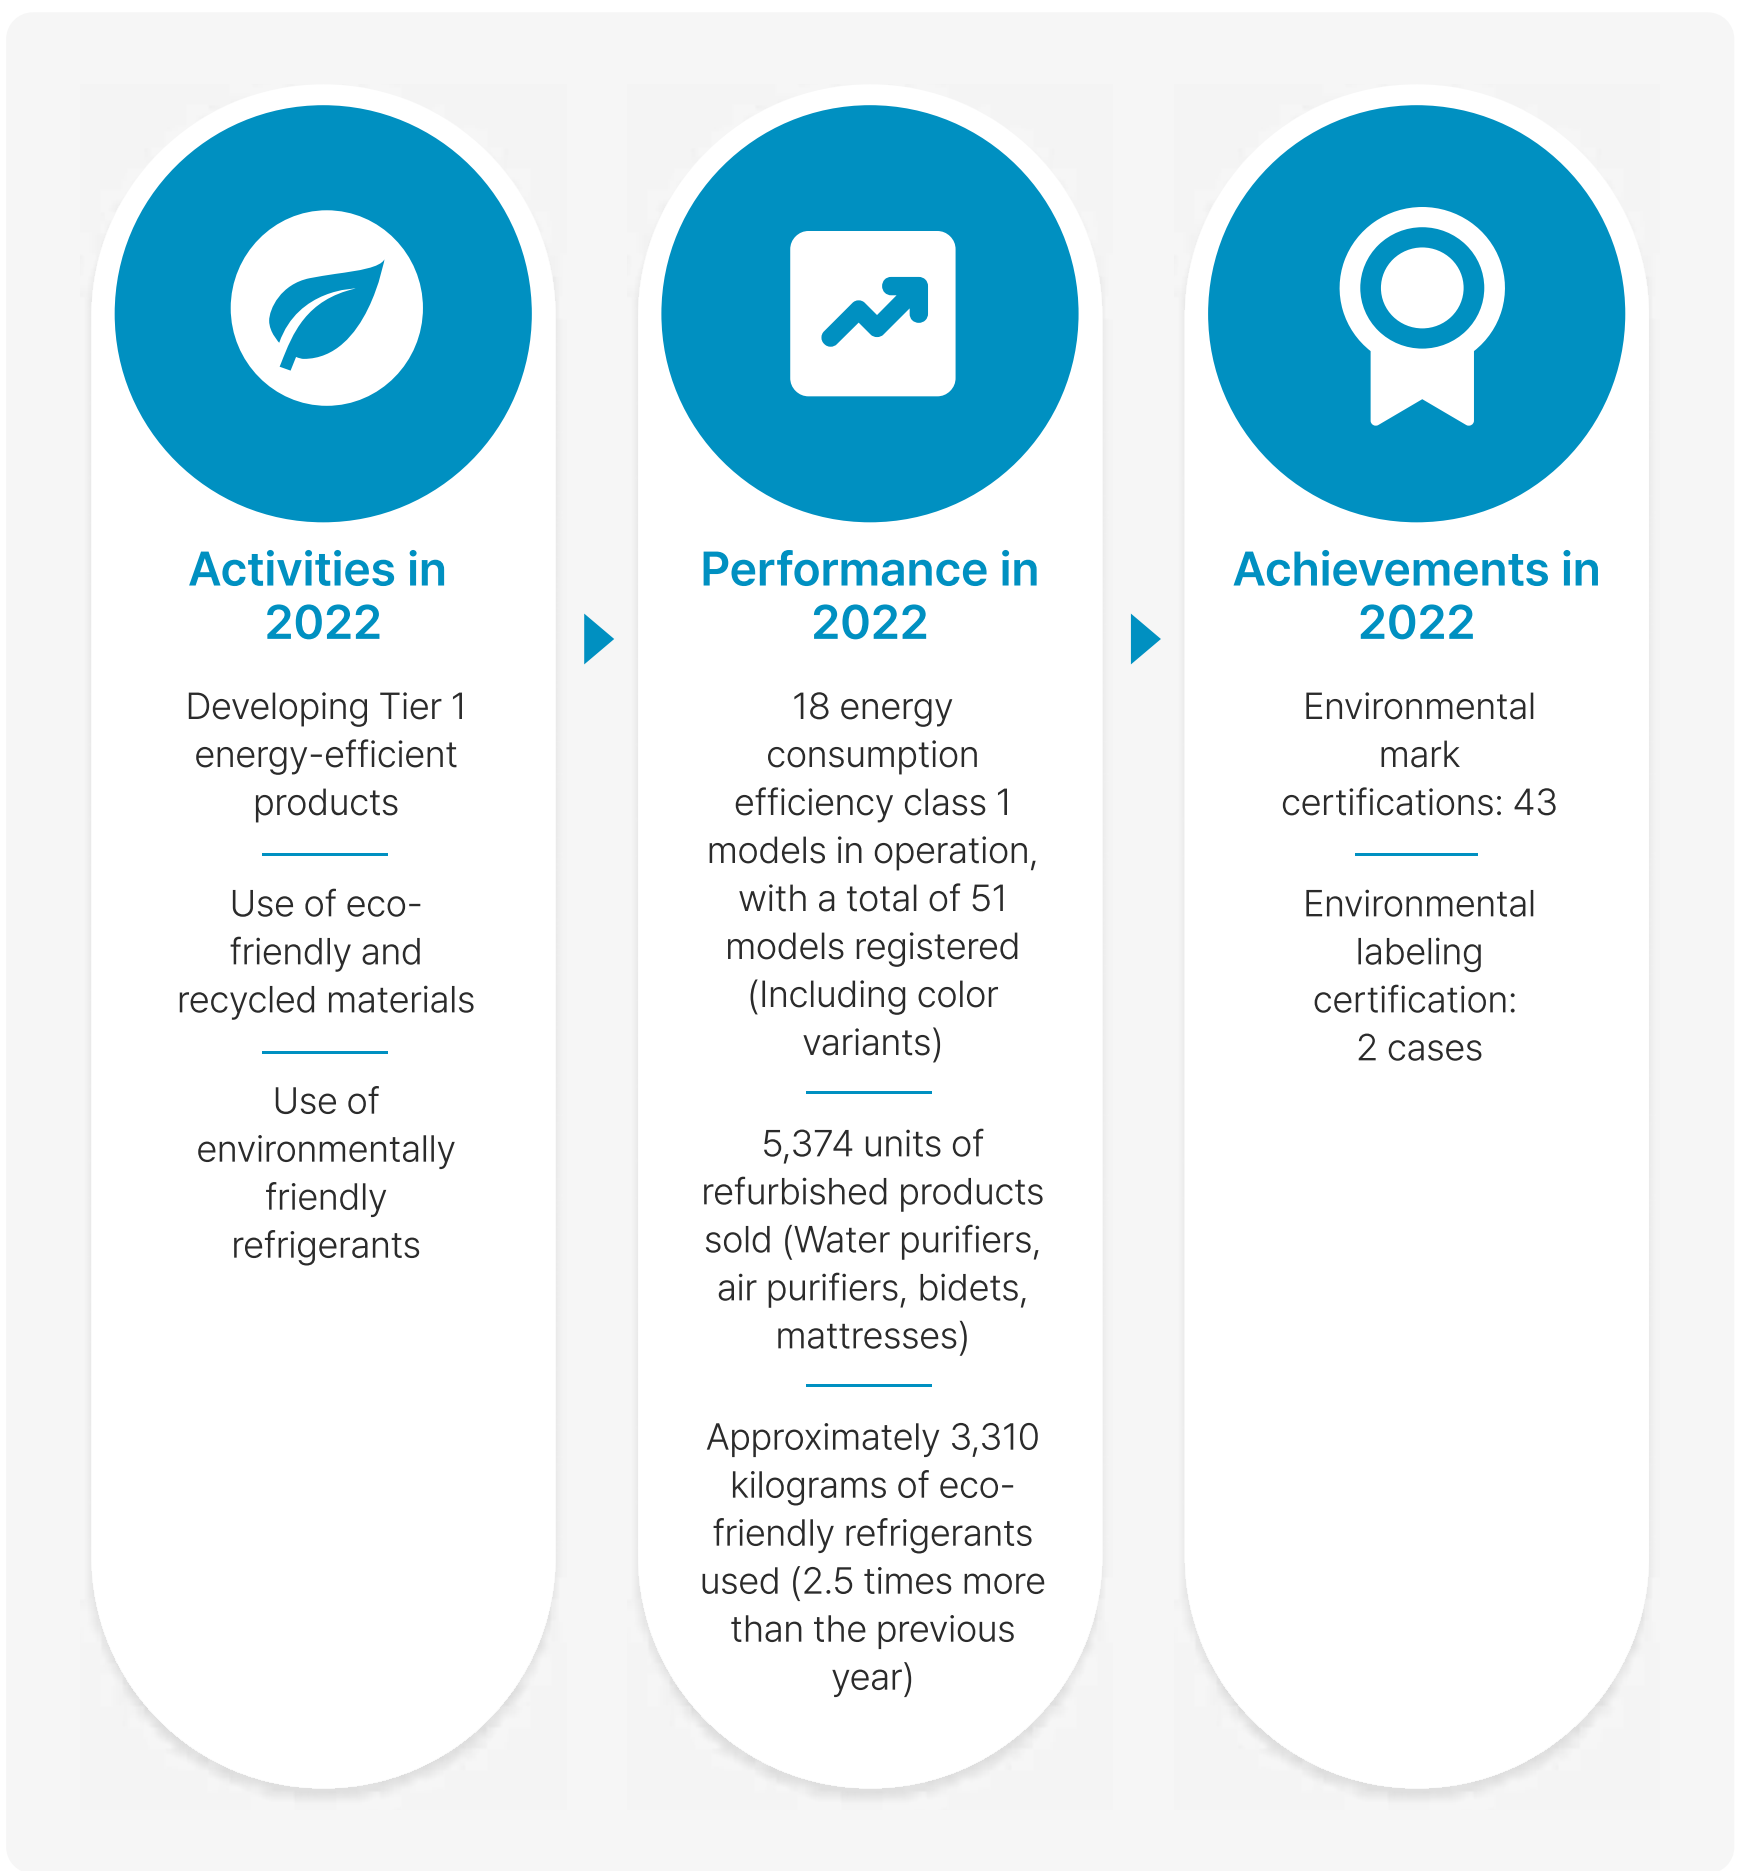 Activities in
2022
Developing Tier 1
energy-efficient
products
Use of eco-
friendly and
recycled materials
Use of
environmentally
friendly
refrigerants
Performance in
2022
18 energy
consumption
efficiency class 1
models in operation,
with a total of 51
models registered
(Including color
variants)
5,374 units of
refurbished products
sold (Water purifiers,
air purifiers, bidets,
mattresses)
Approximately 3,310
kilograms of eco-
friendly refrigerants
used (2.5 times more
than the previous
year)
Achievements in
2022
Environmental
mark
certifications: 43
Environmental
labeling
certification:
2 cases